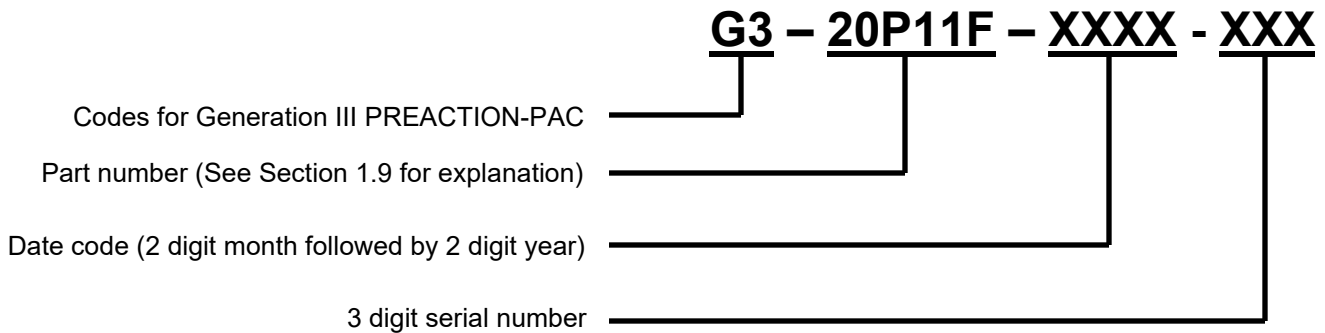 G3 – 20P11F – XXXX - XXX
Codes for Generation III PREACTION-PAC
Part number (See Section 1.9 for explanation)
Date code (2 digit month followed by 2 digit year)
3 digit serial number